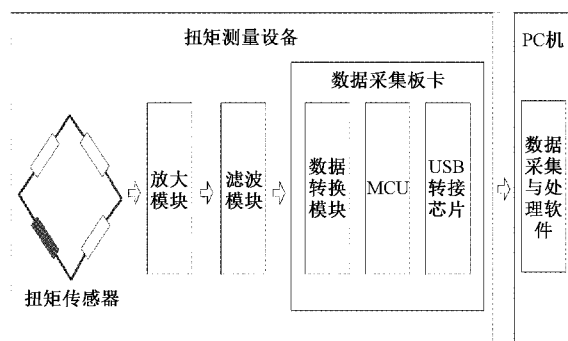 扭矩测量设备
PC机
数据采集板卡
放大
模块
滤波
模块
数据
转换
模块
MCU
USB
转接
芯片
数据
采集
与处
理软
件
扭矩传感器